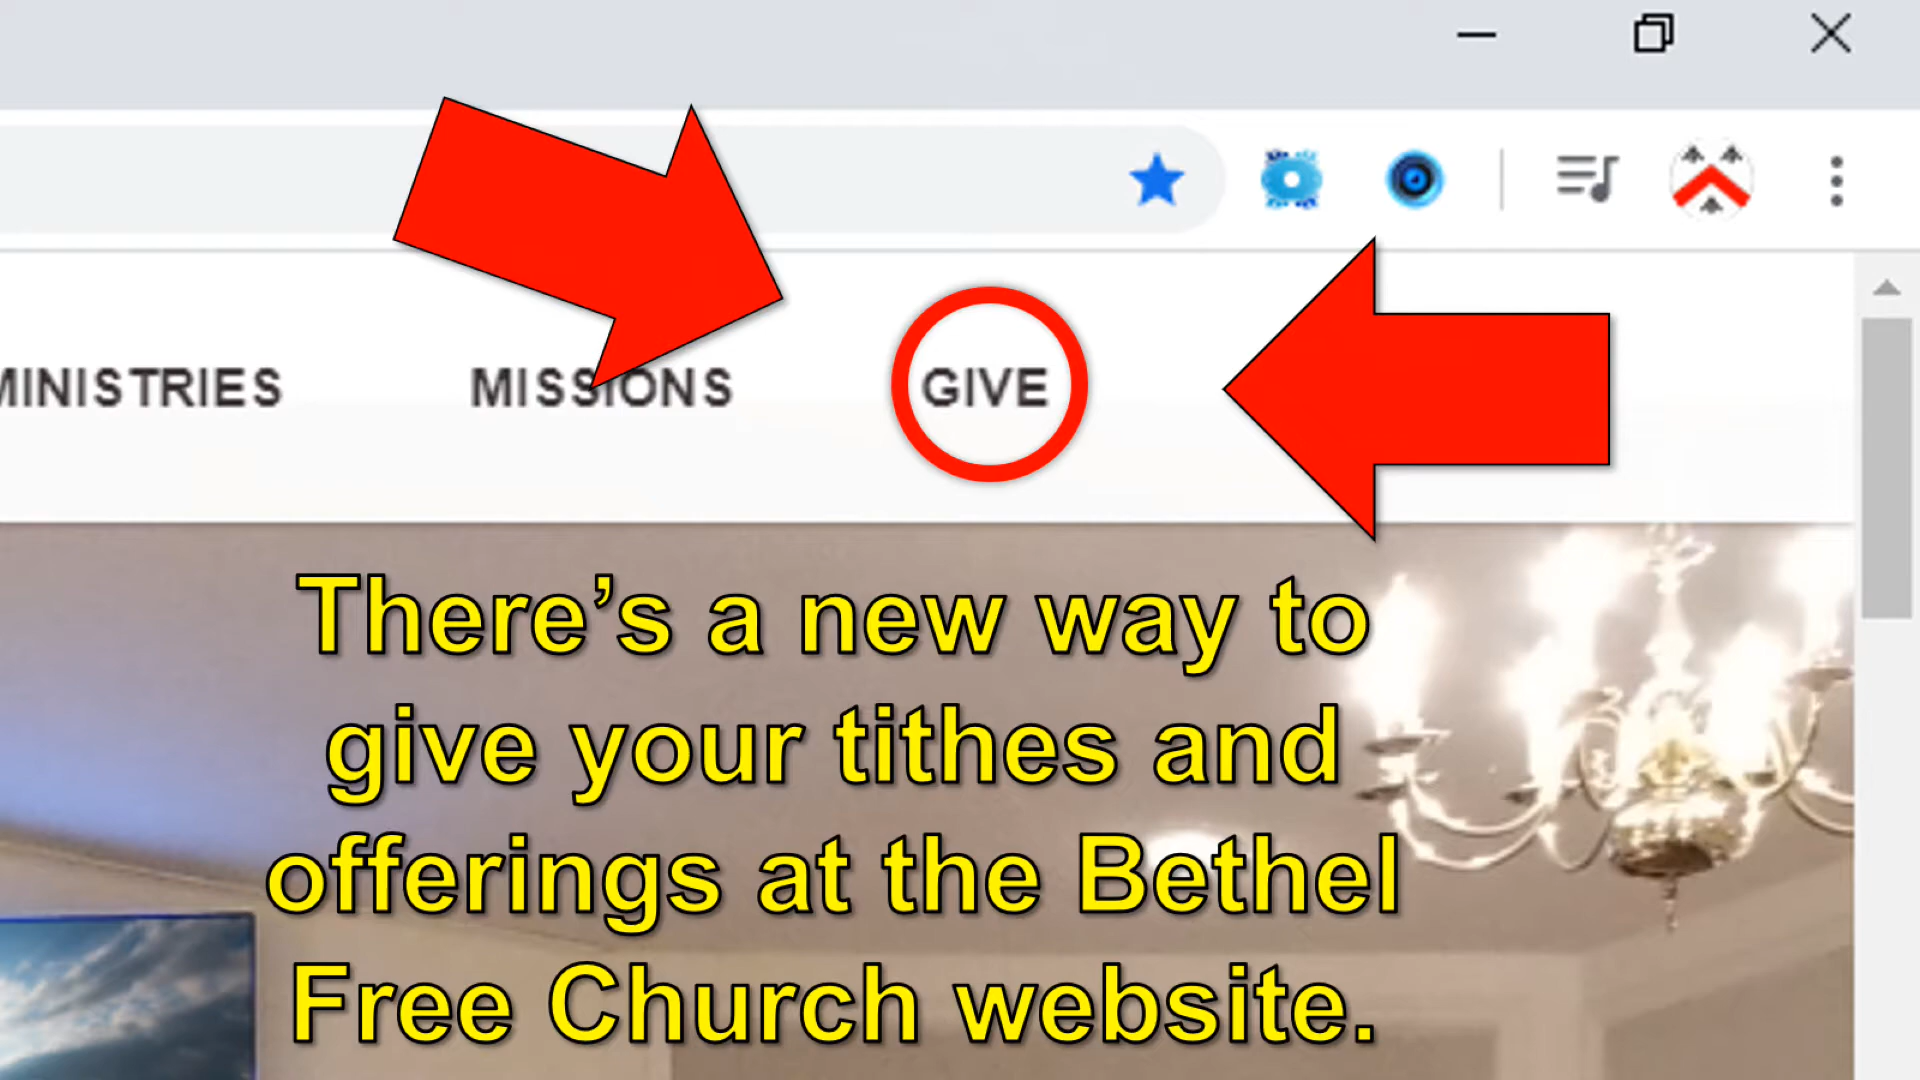 MINISTRIES MISSIONS GIVE
There’s a new way to
give your tithes and
offerings at the Bethel
Free Church website.